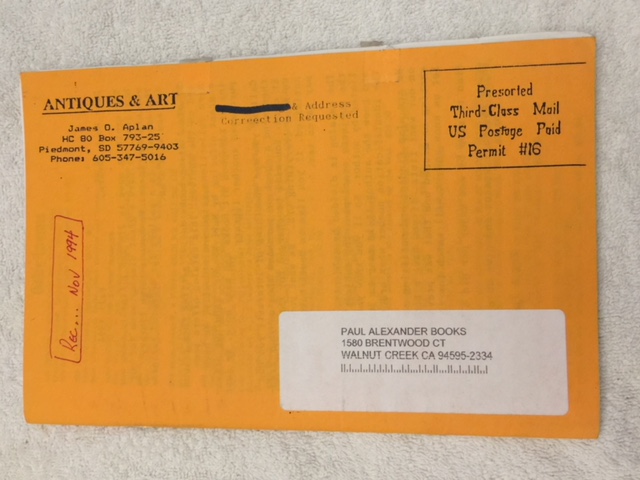 ANTIQUES & ART
James O. Aplan
HC 80 Box 793-25
Piedmont, SD 57769-9403
Phone: 605-347-5016
& Address
Correction Requested
Presorted
Third-Class Mail
US Postage Paid
Permit #16
Rec... Nov 1994
PAUL ALEXANDER BOOKS
1580 BRENTWOOD CT
WALNUT CREEK CA 94595-2334